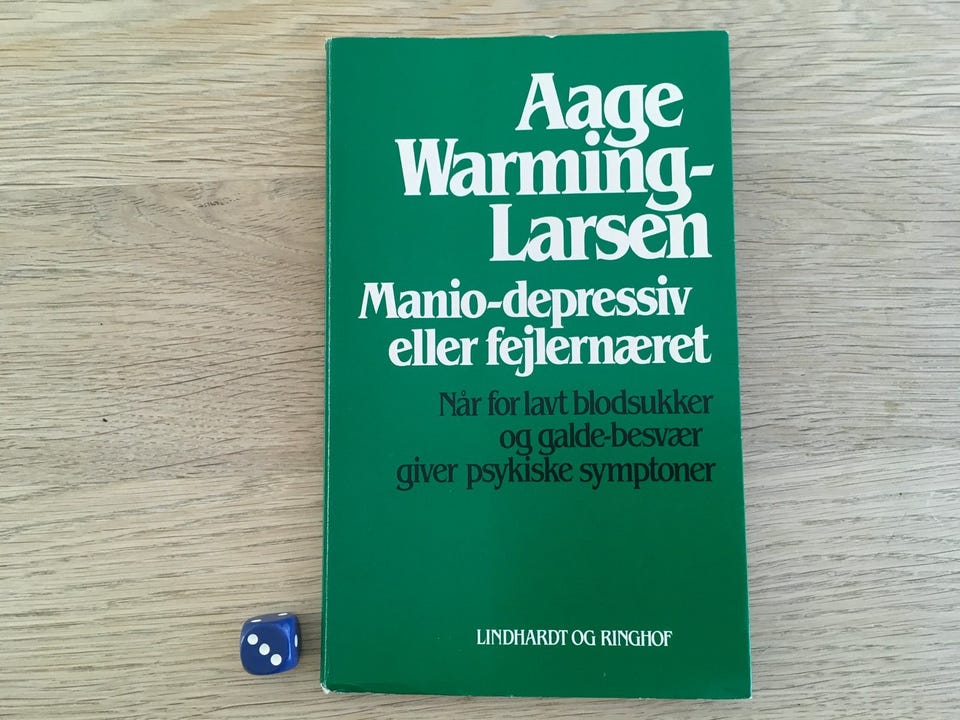 Aage
Warming-
Larsen
Manio-depressiv
eller fejlernæret
Når for lavt blodsukker
og galde-besvær
giver psykiske symptoner
LINDHARDT OG RINGHOF